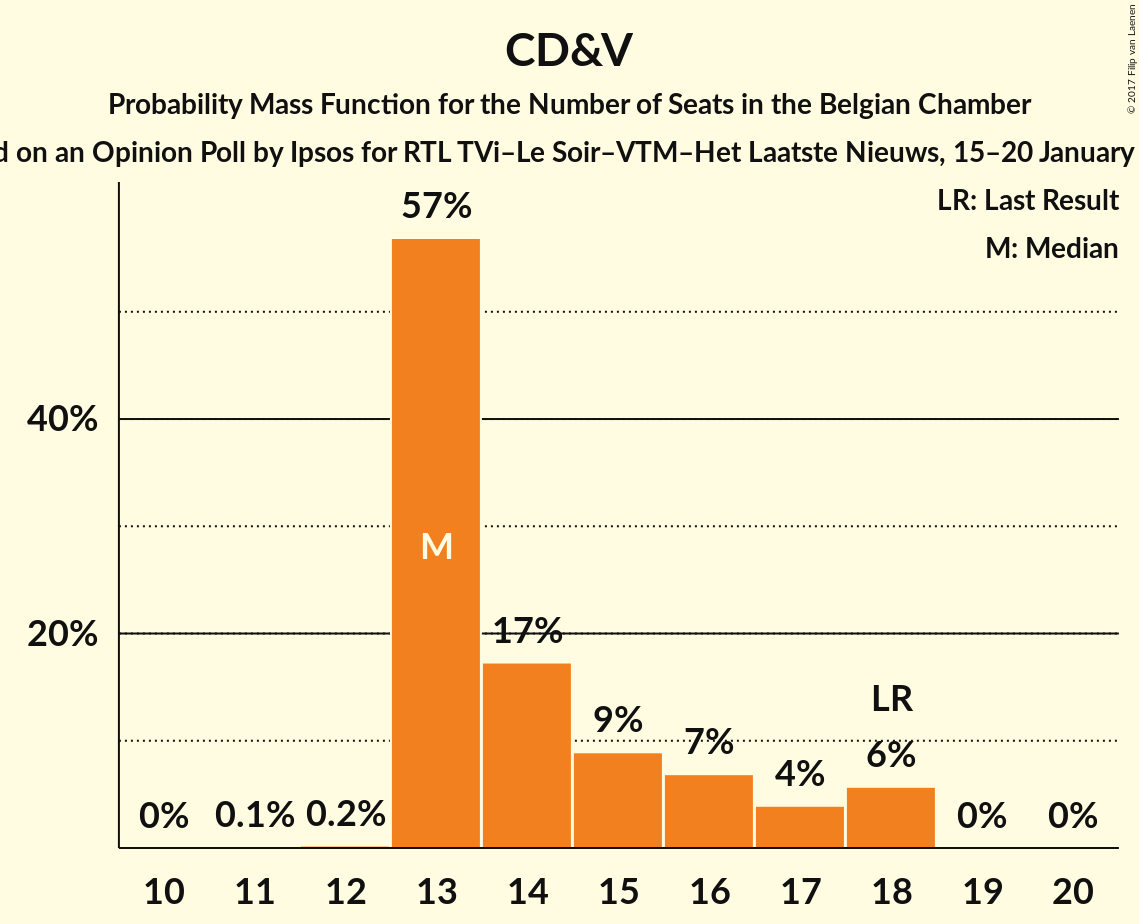 CD&V
Probability Mass Function for the Number of Seats in the Belgian Chamber
on an Opinion Poll by Ipsos for RTL TVi–Le Soir–VTM–Het Laatste Nieuws, 15–20 January
© 2017 Filip van Laenen
LR: Last Result
M: Median
57%
40%
M
20%
17%
LR
9%
7%
6%
4%
0% 0.1% 0.2%
0% 0%
10 11 12 13 14 15 16 17 18 19 20